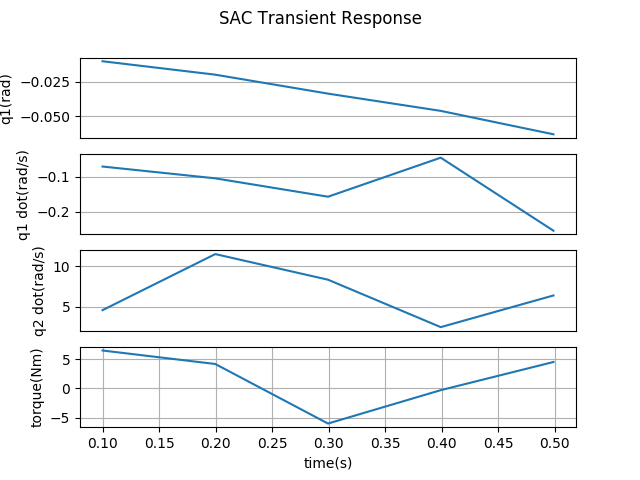 SAC Transient Response
q1(rad)
−0.025
−0.050
q1 dot(rad/s)
−0.1
−0.2
q2 dot(rad/s)
10
5
torque(Nm)
5
0
−5
0.10 0.15 0.20 0.25 0.30 0.35 0.40 0.45 0.50
time(s)